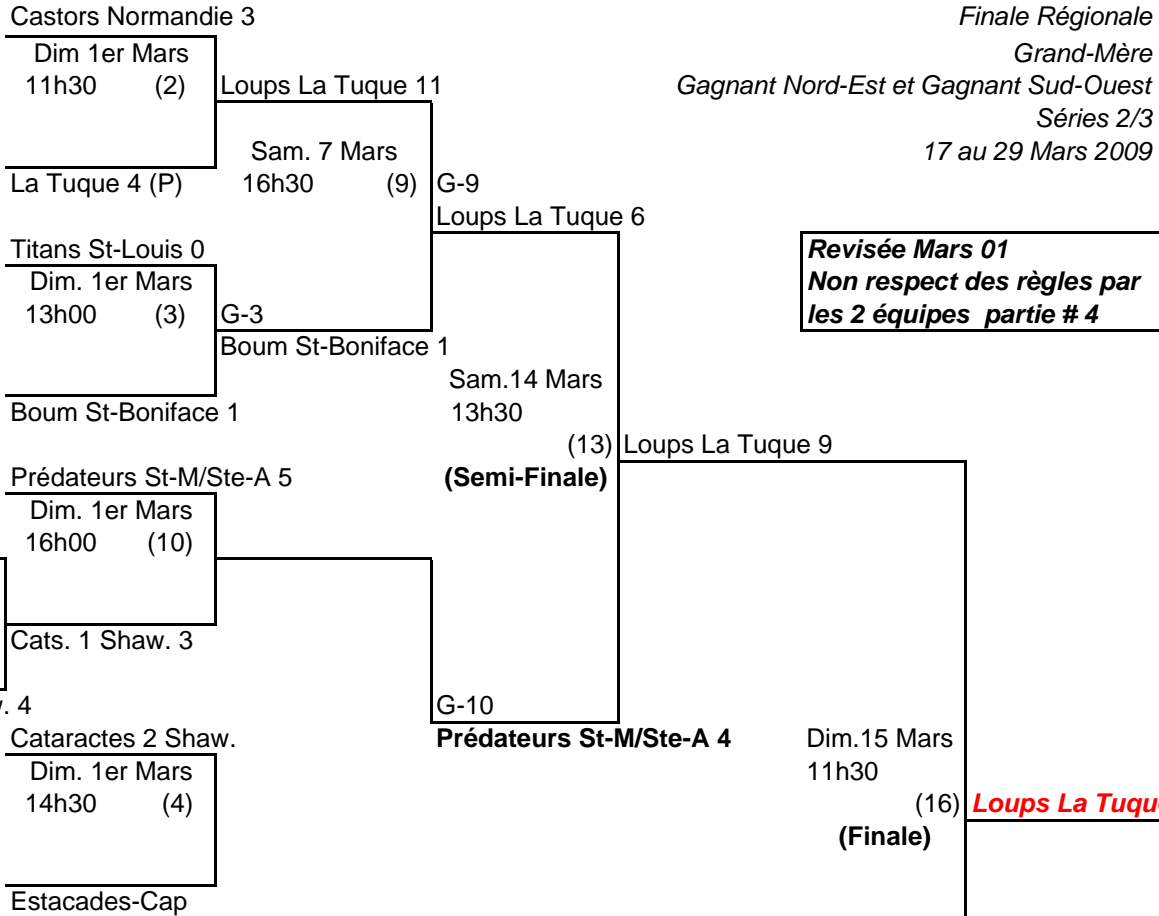 Castors Normandie 3
Finale Régionale
Dim 1er Mars
Grand-Mère
11h30 (2)
Loups La Tuque 11
Gagnant Nord-Est et Gagnant Sud-Ouest
Séries 2/3
Sam. 7 Mars
17 au 29 Mars 2009
La Tuque 4 (P)
16h30 (9)
G-9
Loups La Tuque 6
Titans St-Louis 0
Revisée Mars 01
Dim. 1er Mars
Non respect des règles par
13h00 (3)
G-3
les 2 équipes partie # 4
Boum St-Boniface 1
Sam.14 Mars
Boum St-Boniface 1
13h30
(13)
Loups La Tuque 9
Prédateurs St-M/Ste-A 5
(Semi-Finale)
Dim. 1er Mars
16h00 (10)
Cats. 1 Shaw. 3
. 4
G-10
Cataractes 2 Shaw.
Prédateurs St-M/Ste-A 4
Dim.15 Mars
Dim. 1er Mars
11h30
14h30 (4)
(16)
Loups La Tuque
(Finale)
Estacades-Cap